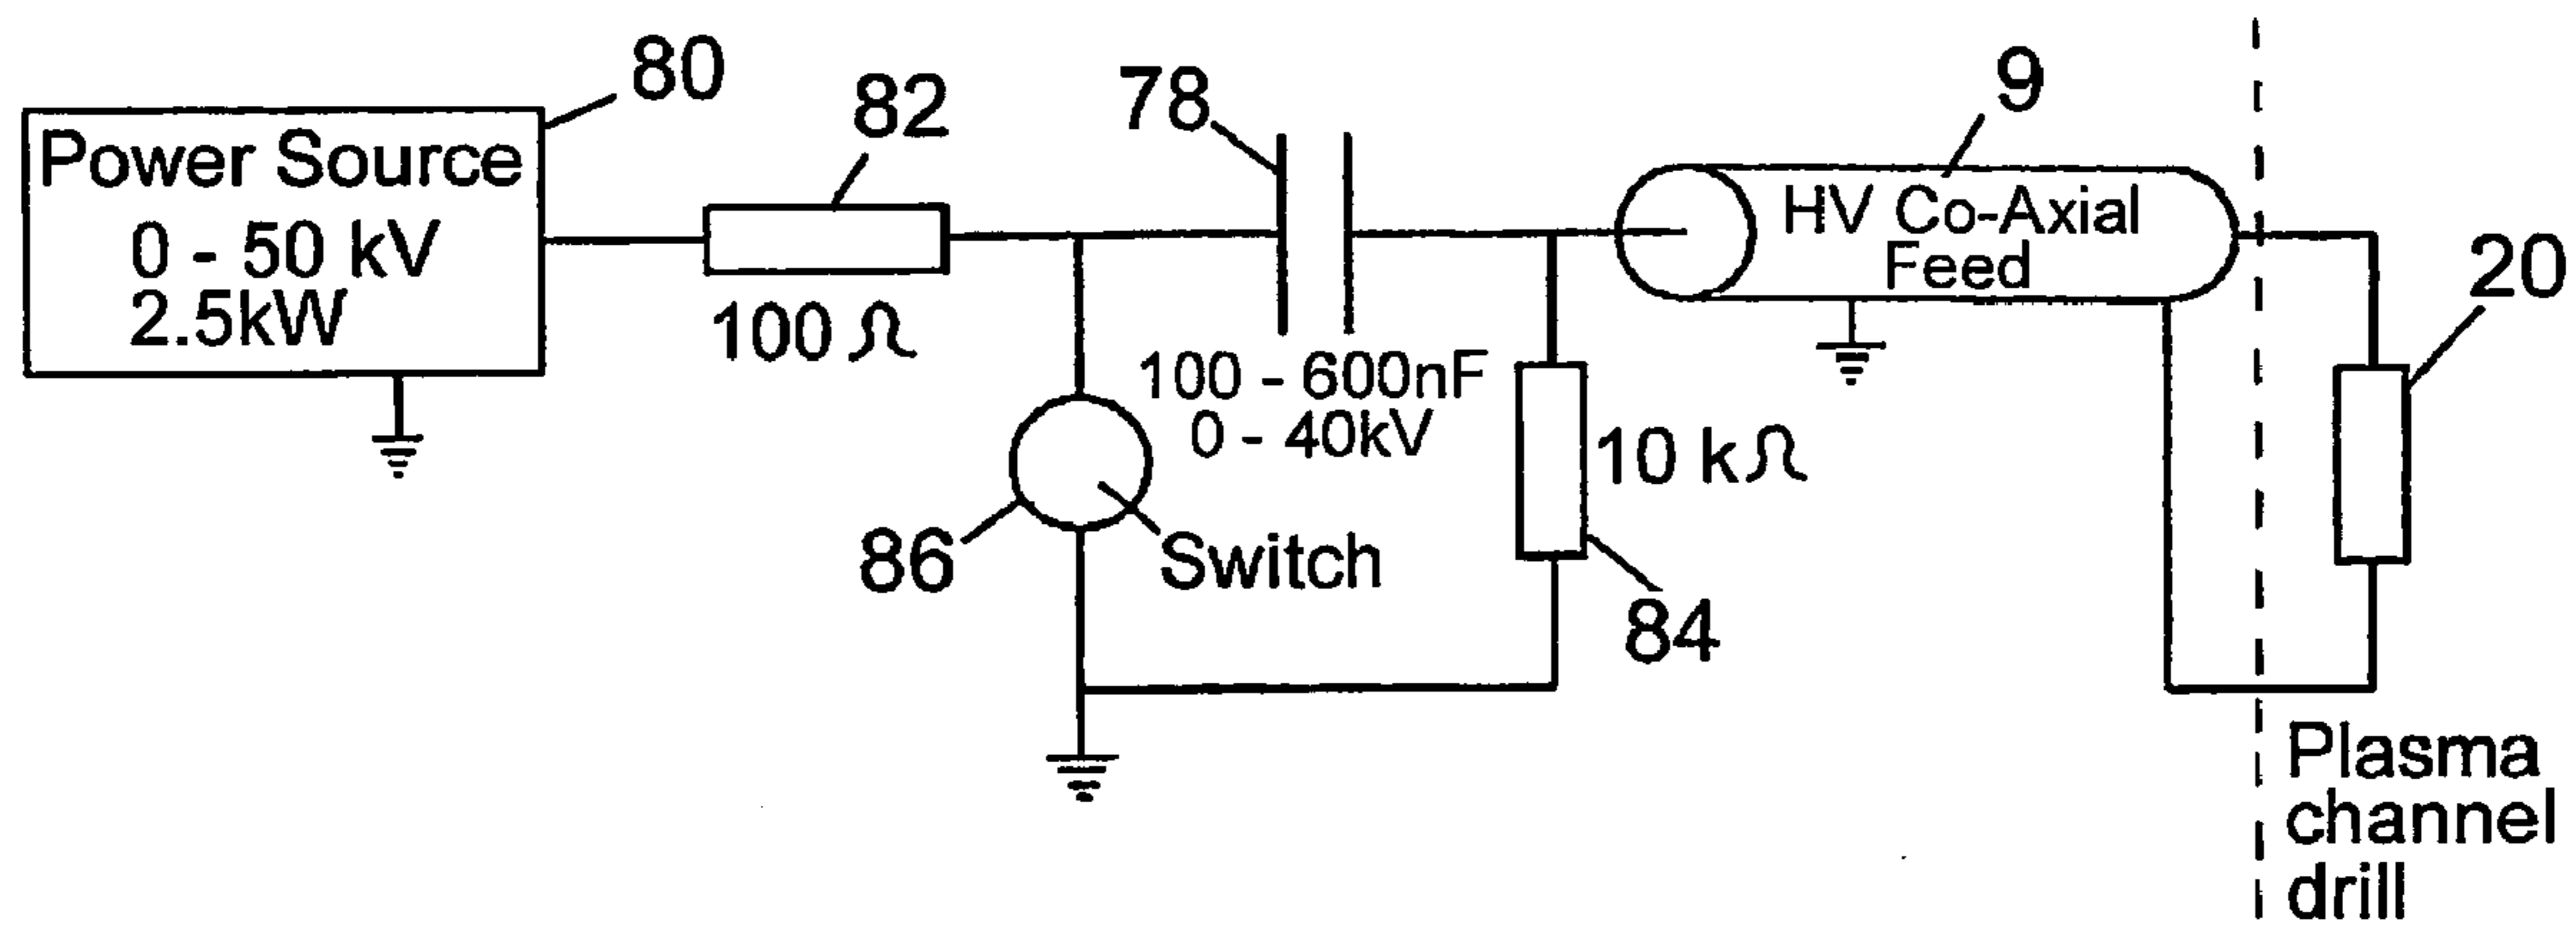 80
Power Source
0 - 50 kV
2.5kW
82
100 Ω
78
100 - 600nF
0 - 40kV
9
HV Co-Axial
Feed
20
10 kΩ
86
Switch
84
Plasma
channel
drill